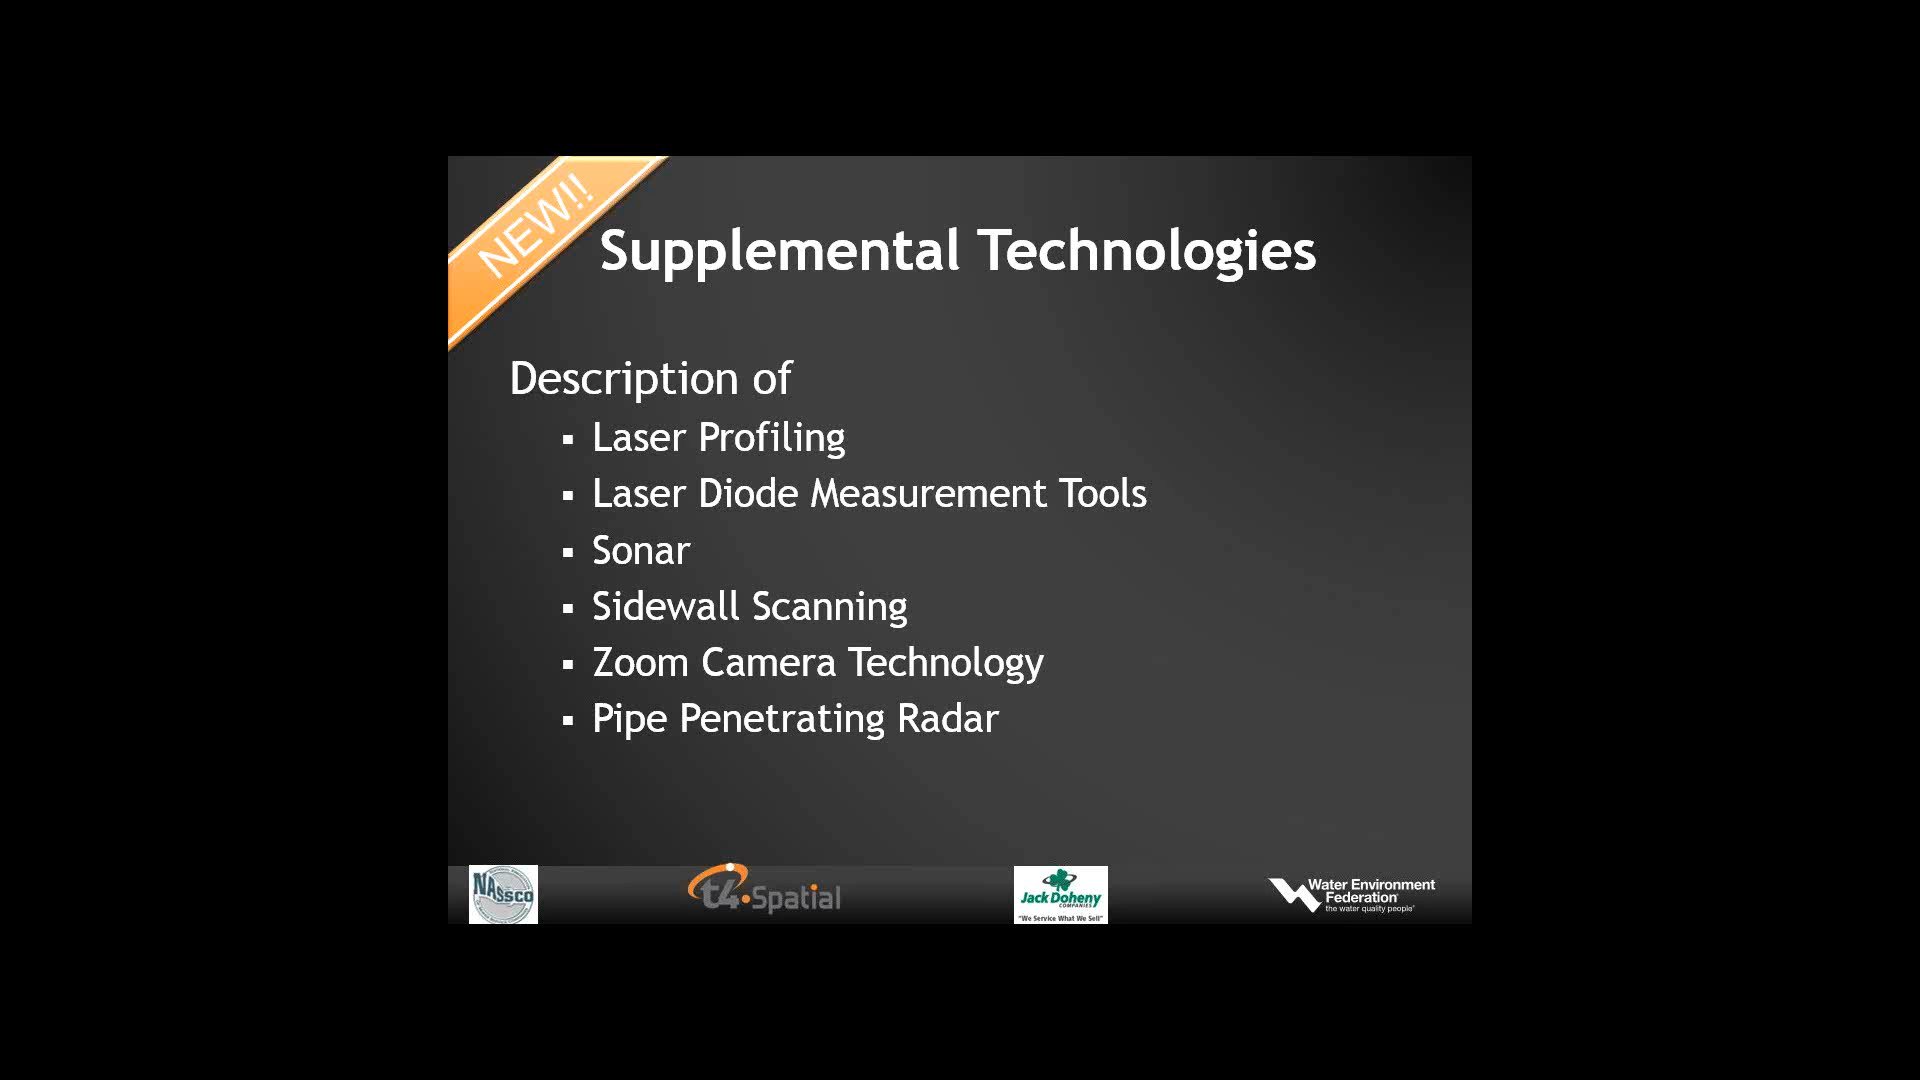 NEW!!
Supplemental Technologies
Description of
▪ Laser Profiling
▪ Laser Diode Measurement Tools
▪ Sonar
▪ Sidewall Scanning
▪ Zoom Camera Technology
▪ Pipe Penetrating Radar
NASSCO
t4 Spatial
Jack Doheny
COMPANIES
"We Service What We Sell"
Water Environment
Federation
the water quality people